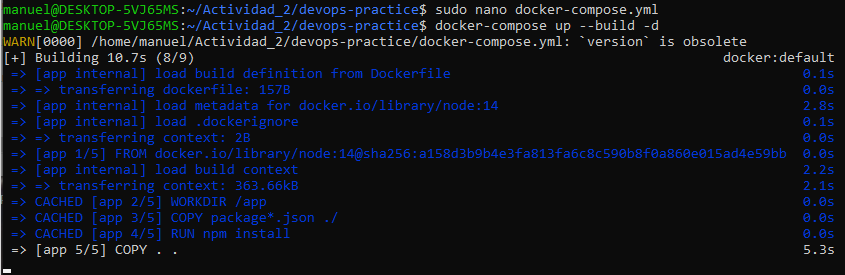 manuel@DESKTOP-5VJ65MS:~/Actividad_2/devops-practice$ sudo nano docker-compose.yml
manuel@DESKTOP-5VJ65MS:~/Actividad_2/devops-practice$ docker-compose up --build -d
WARN[0000] /home/manuel/Actividad_2/devops-practice/docker-compose.yml: `version` is obsolete
[+] Building 10.7s (8/9) docker:default
=> [app internal] load build definition from Dockerfile 0.1s
=> => transferring dockerfile: 157B 0.0s
=> [app internal] load metadata for docker.io/library/node:14 2.8s
=> [app internal] load .dockerignore 0.1s
=> => transferring context: 2B 0.0s
=> [app 1/5] FROM docker.io/library/node:14@sha256:a158d3b9b4e3fa813fa6c8c590b8f0a860e015ad4e59bb 0.0s
=> [app internal] load build context 2.2s
=> => transferring context: 363.66kB 2.1s
=> CACHED [app 2/5] WORKDIR /app 0.0s
=> CACHED [app 3/5] COPY package*.json ./ 0.0s
=> CACHED [app 4/5] RUN npm install 0.0s
=> [app 5/5] COPY . . 5.3s